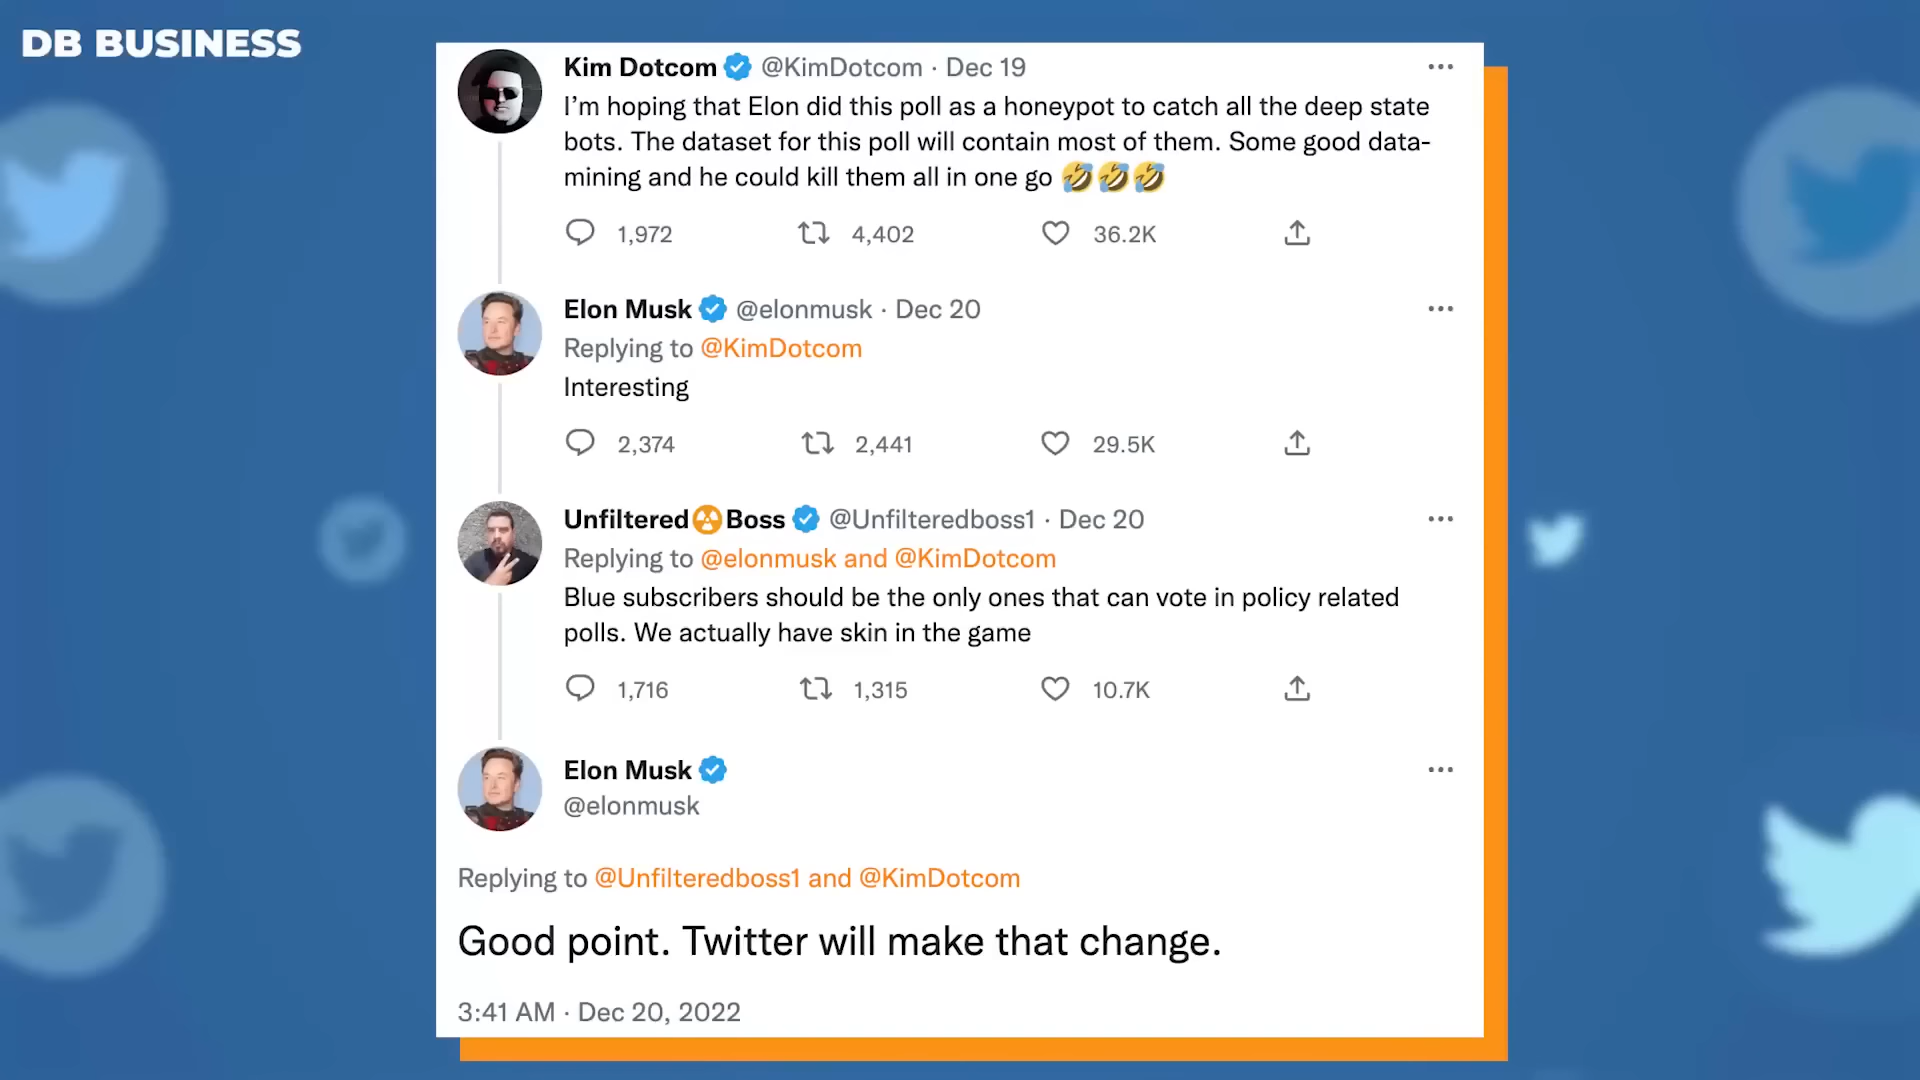 DB BUSINESS
Kim Dotcom @KimDotcom · Dec 19
I'm hoping that Elon did this poll as a honeypot to catch all the deep state
bots. The dataset for this poll will contain most of them. Some good data-
mining and he could kill them all in one go 🤣🤣🤣
1,972 4,402 36.2K
Elon Musk @elonmusk · Dec 20
Replying to @KimDotcom
Interesting
2,374 2,441 29.5K
Unfiltered☢Boss @Unfilteredboss1 · Dec 20
Replying to @elonmusk and @KimDotcom
Blue subscribers should be the only ones that can vote in policy related
polls. We actually have skin in the game
1,716 1,315 10.7K
Elon Musk
@elonmusk
Replying to @Unfilteredboss1 and @KimDotcom
Good point. Twitter will make that change.
3:41 AM · Dec 20, 2022